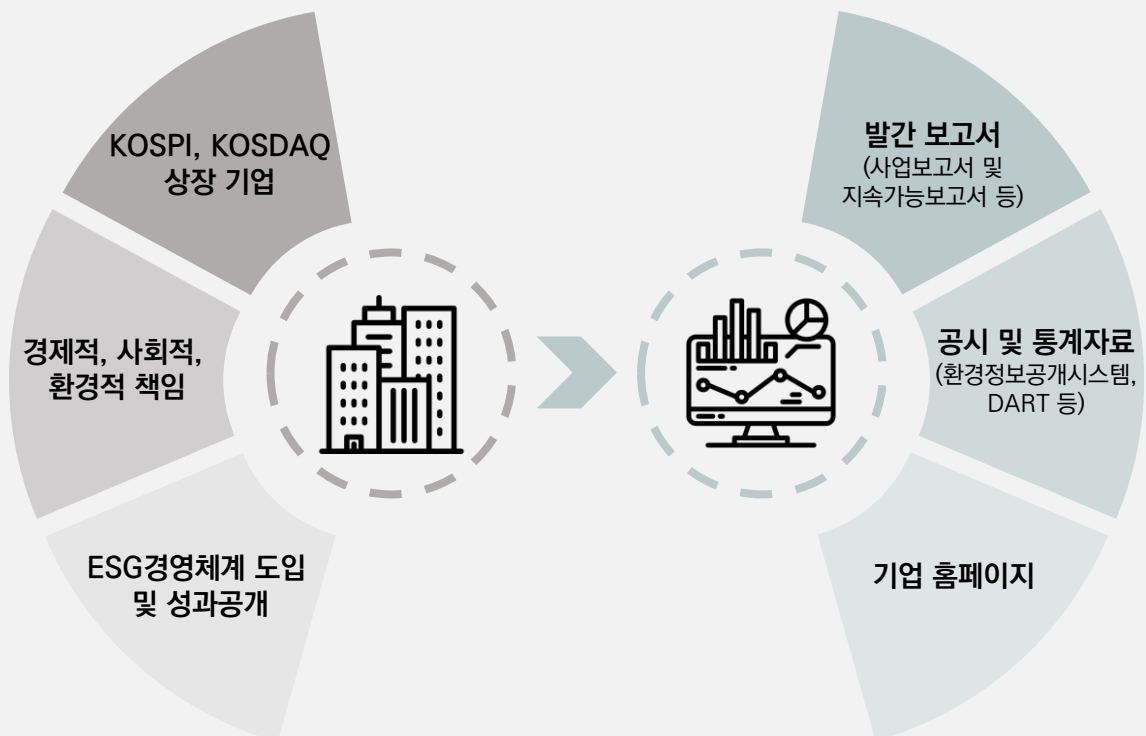 KOSPI, KOSDAQ
상장 기업
경제적, 사회적,
환경적 책임
ESG경영체계 도입
및 성과공개
발간 보고서
(사업보고서 및
지속가능보고서 등)
공시 및 통계자료
(환경정보공개시스템,
DART 등)
기업 홈페이지